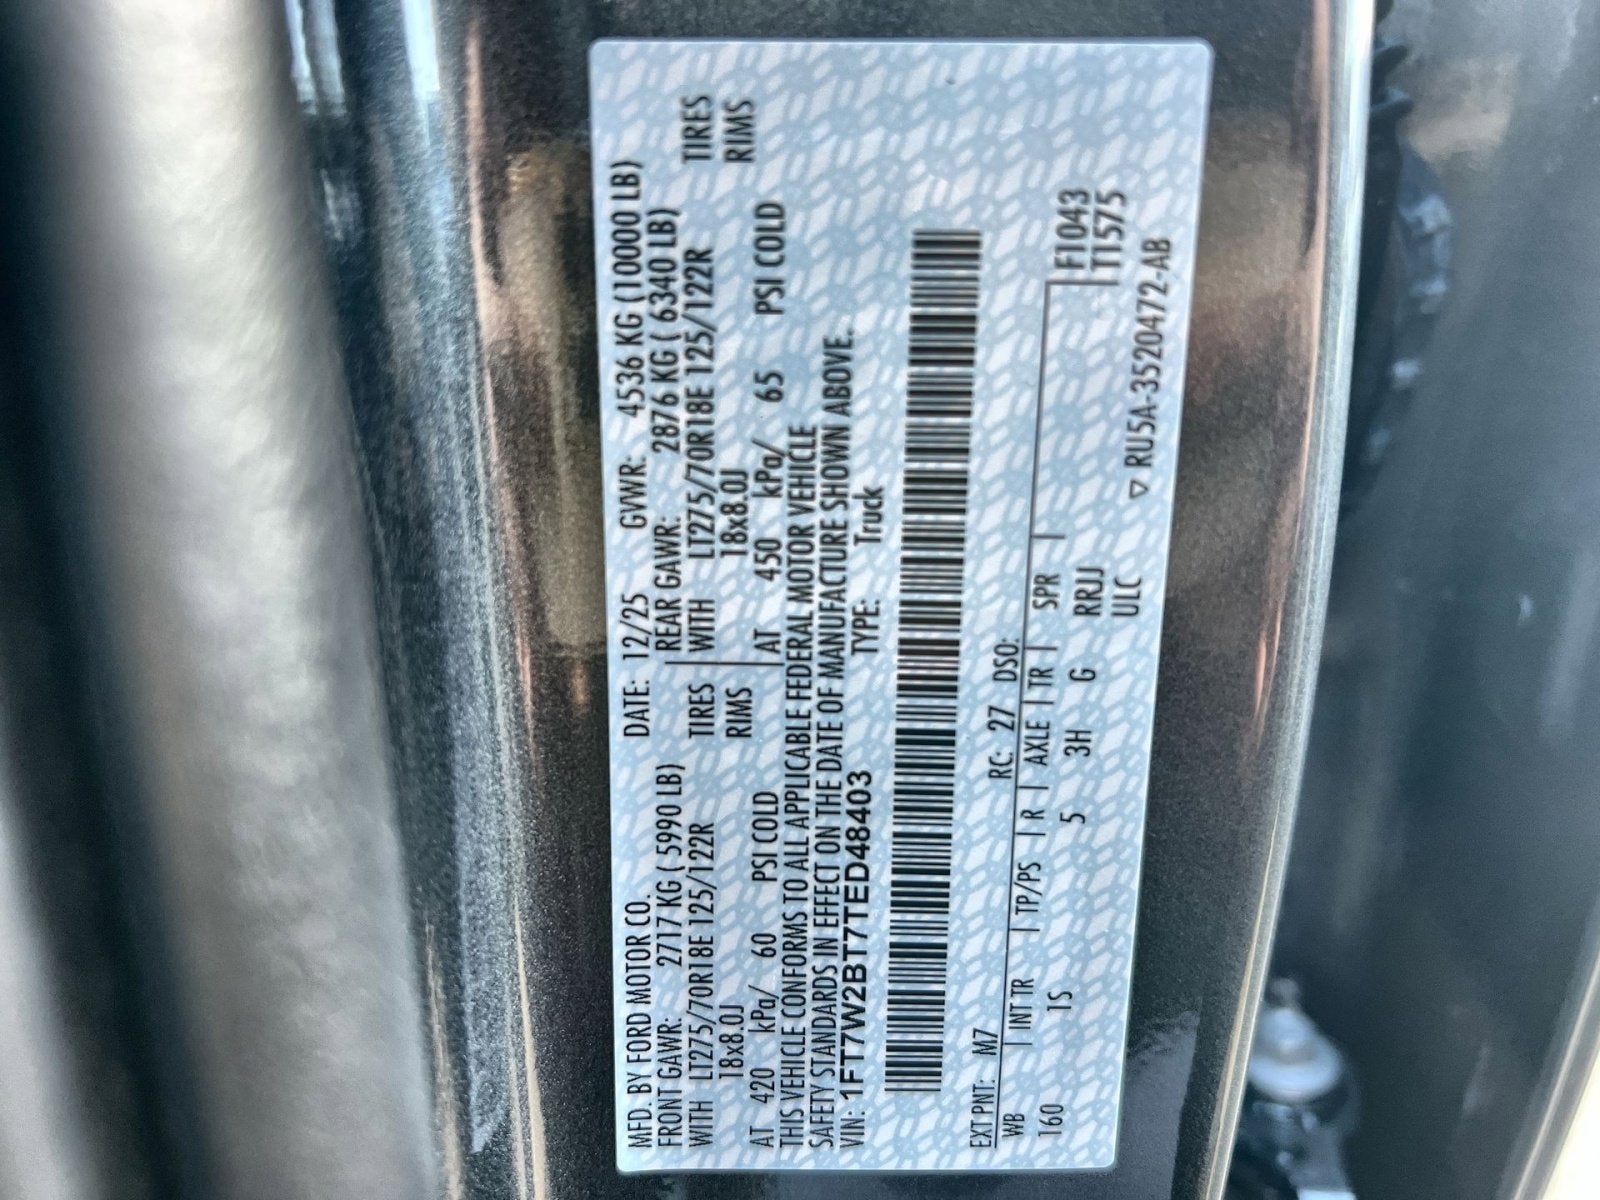 MFD. BY FORD MOTOR CO.
DATE: 12/25 GVWR: 4536 KG (10000 LB)
FRONT GAWR: 2717 KG ( 5990 LB) REAR GAWR: 2876 KG ( 6340 LB)
WITH LT275/70R18E 125/122R TIRES WITH LT275/70R18E 125/122R TIRES
18x8.0J RIMS 18x8.0J RIMS
AT 420 kPa/ 60 PSI COLD AT 450 kPa/ 65 PSI COLD
THIS VEHICLE CONFORMS TO ALL APPLICABLE FEDERAL MOTOR VEHICLE
SAFETY STANDARDS IN EFFECT ON THE DATE OF MANUFACTURE SHOWN ABOVE.
VIN: 1FT7W2BT7TED48403 TYPE: Truck
EXT PNT: M7 RC: 27 DSO:
WB | INT TR | TP/PS | R | AXLE | TR | SPR | F1043
160 1S 5 3H G RRJJ T1575
ULC
▽ RU5A-3520472-AB